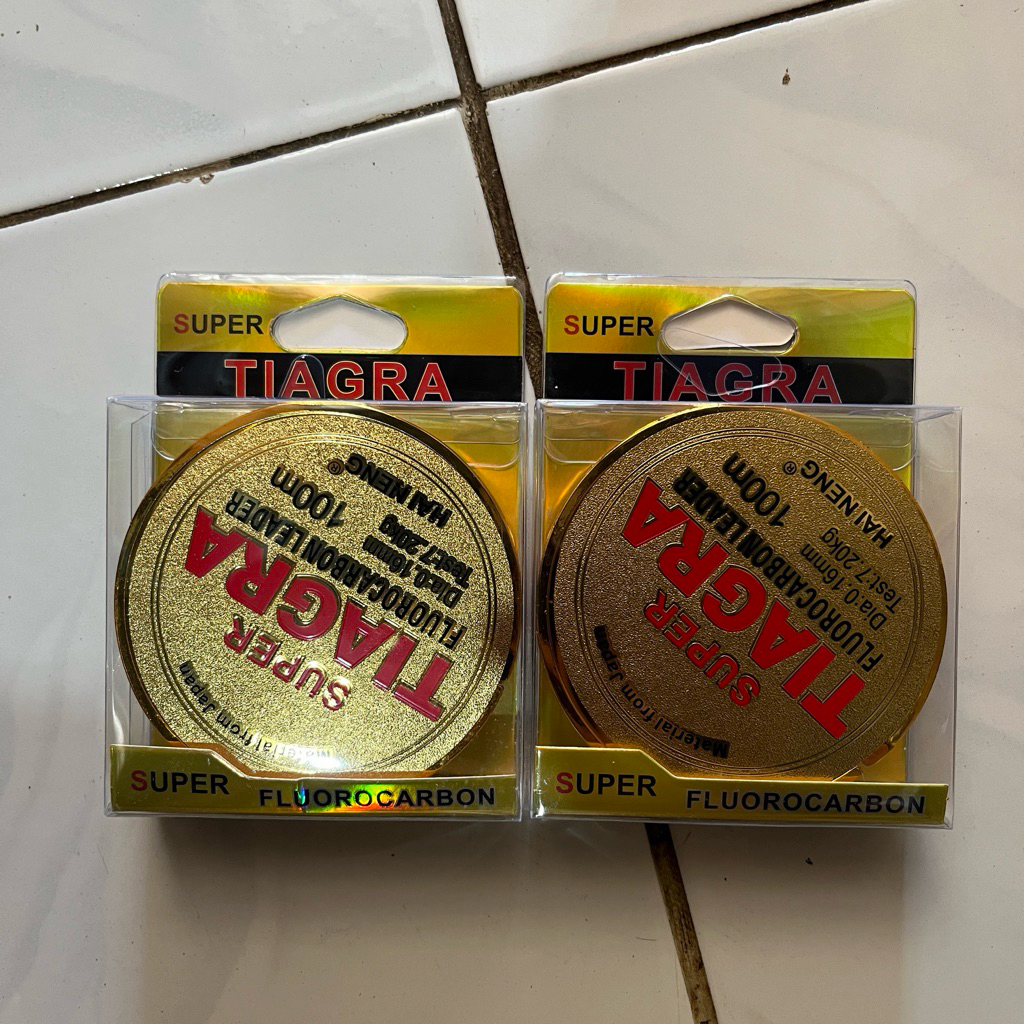 SUPER
TIAGRA
HAI NENG®
100m
Dia:0.16mm
Test:7.20kg
FLUOROCARBON LEADER
TIAGRA
SUPER
Material from Japan
SUPER
FLUOROCARBON
SUPER
TIAGRA
HAI NENG®
100m
Dia:0.16mm
Test:7.20kg
FLUOROCARBON LEADER
TIAGRA
SUPER
Material from Japan
SUPER
FLUOROCARBON